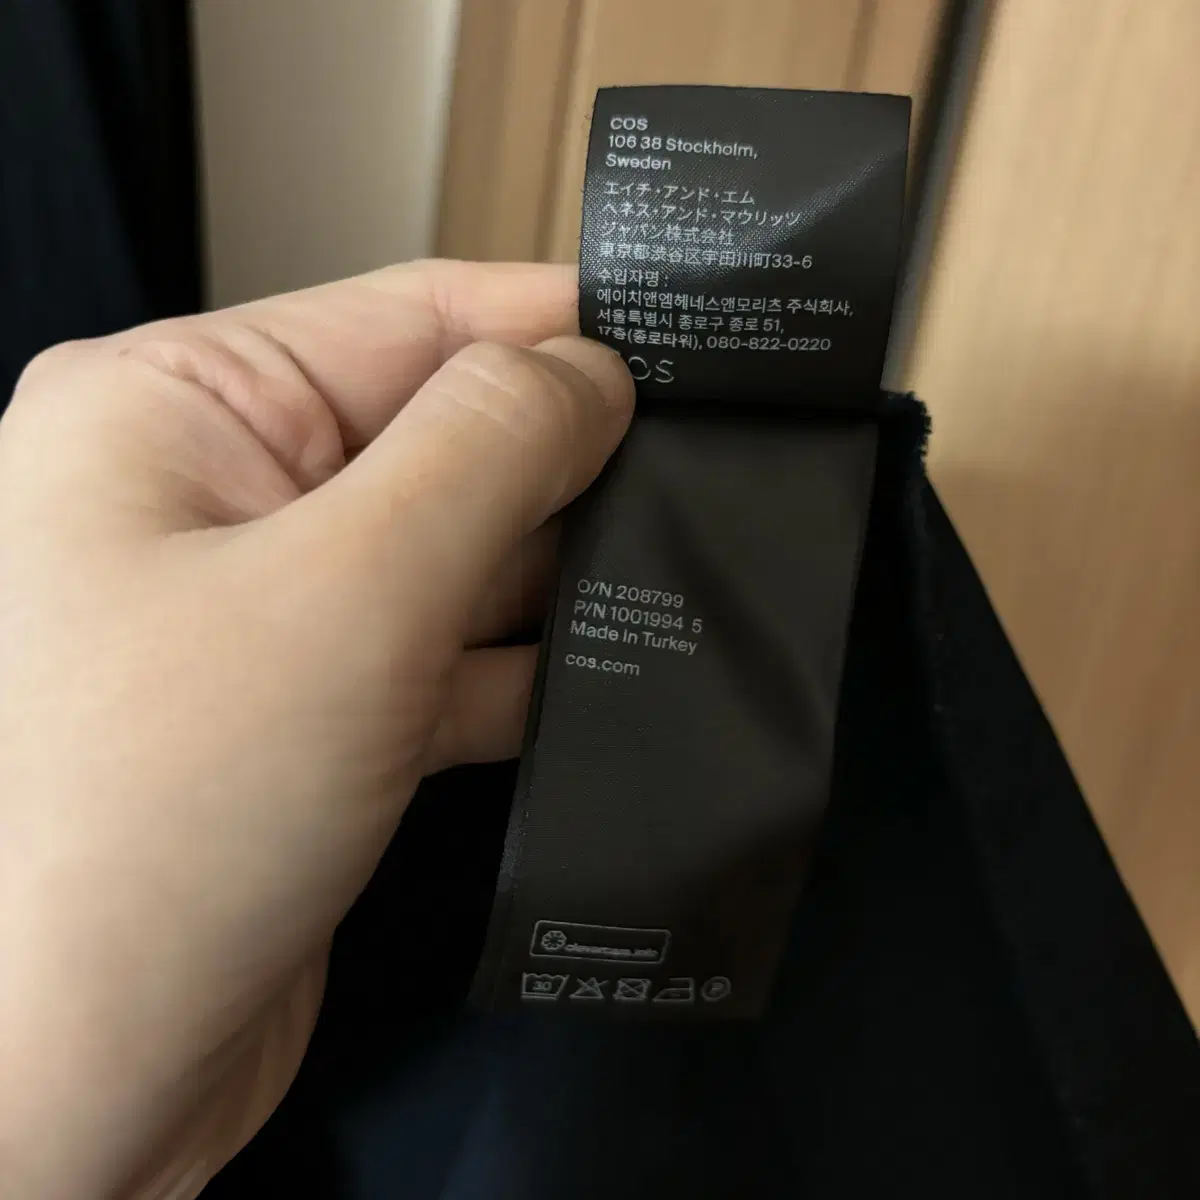 COS
106 38 Stockholm,
Sweden
エイチ・アンド・エム
ヘネス・アンド・マウリッツ
ジャパン株式会社
東京都渋谷区宇田川町33-6
수입자명 :
에이치앤엠헤네스앤모리츠 주식회사,
서울특별시 종로구 종로 51,
17층(종로타워), 080-822-0220
OS
O/N 208799
P/N 1001994 5
Made in Turkey
cos.com
clevercare.info
30
P